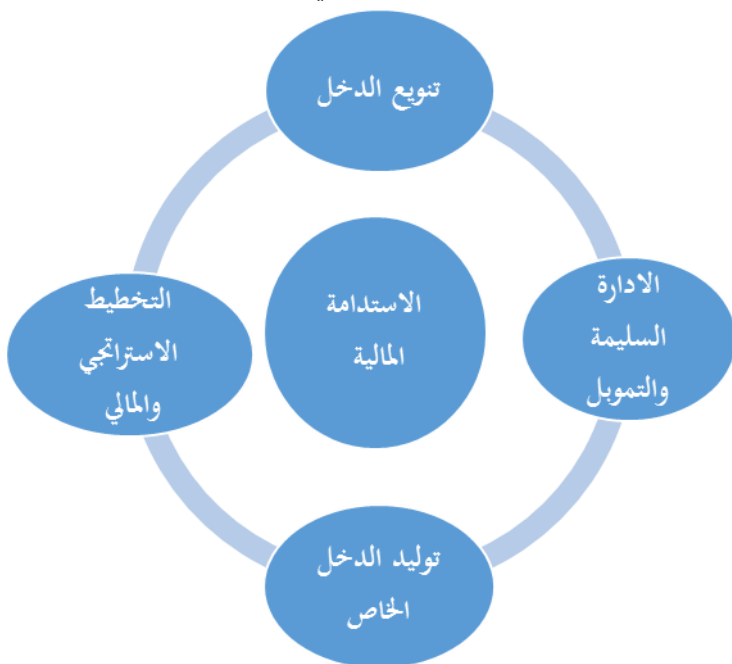 تنويع الدخل
الادارة
السليمة
والتمويل
الاستدامة
المالية
التخطيط
الاستراتجي
والمالي
توليد الدخل
الخاص